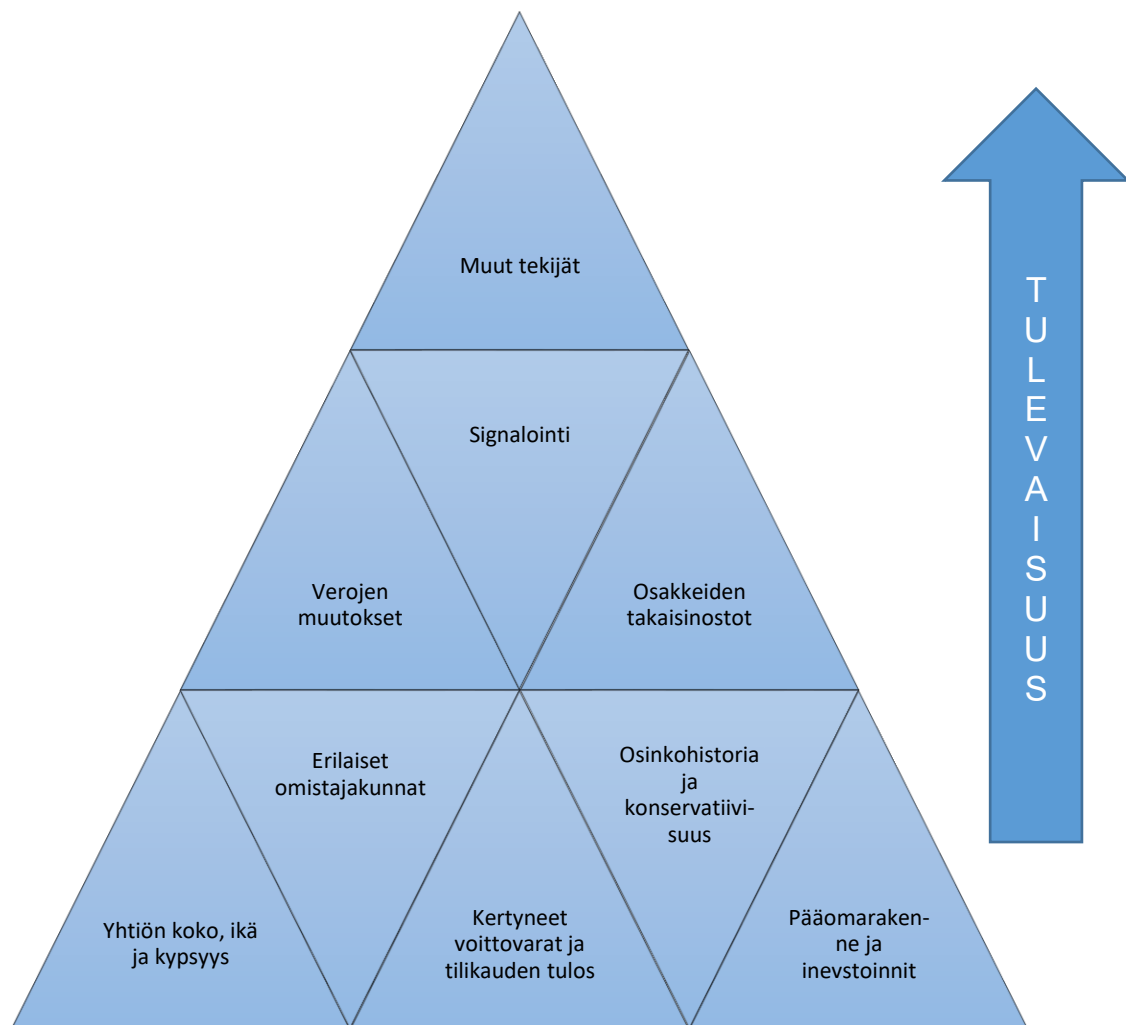 Muut tekijät
Signalointi
Verojen
muutokset
Osakkeiden
takaisinostot
Erilaiset
omistajakunnat
Osinkohistoria
ja
konservatiivi-
suus
Yhtiön koko, ikä
ja kypsyys
Kertyneet
voittovarat ja
tilikauden tulos
Pääomaraken-
ne ja
inevstoinnit
T
U
L
E
V
A
I
S
U
U
S